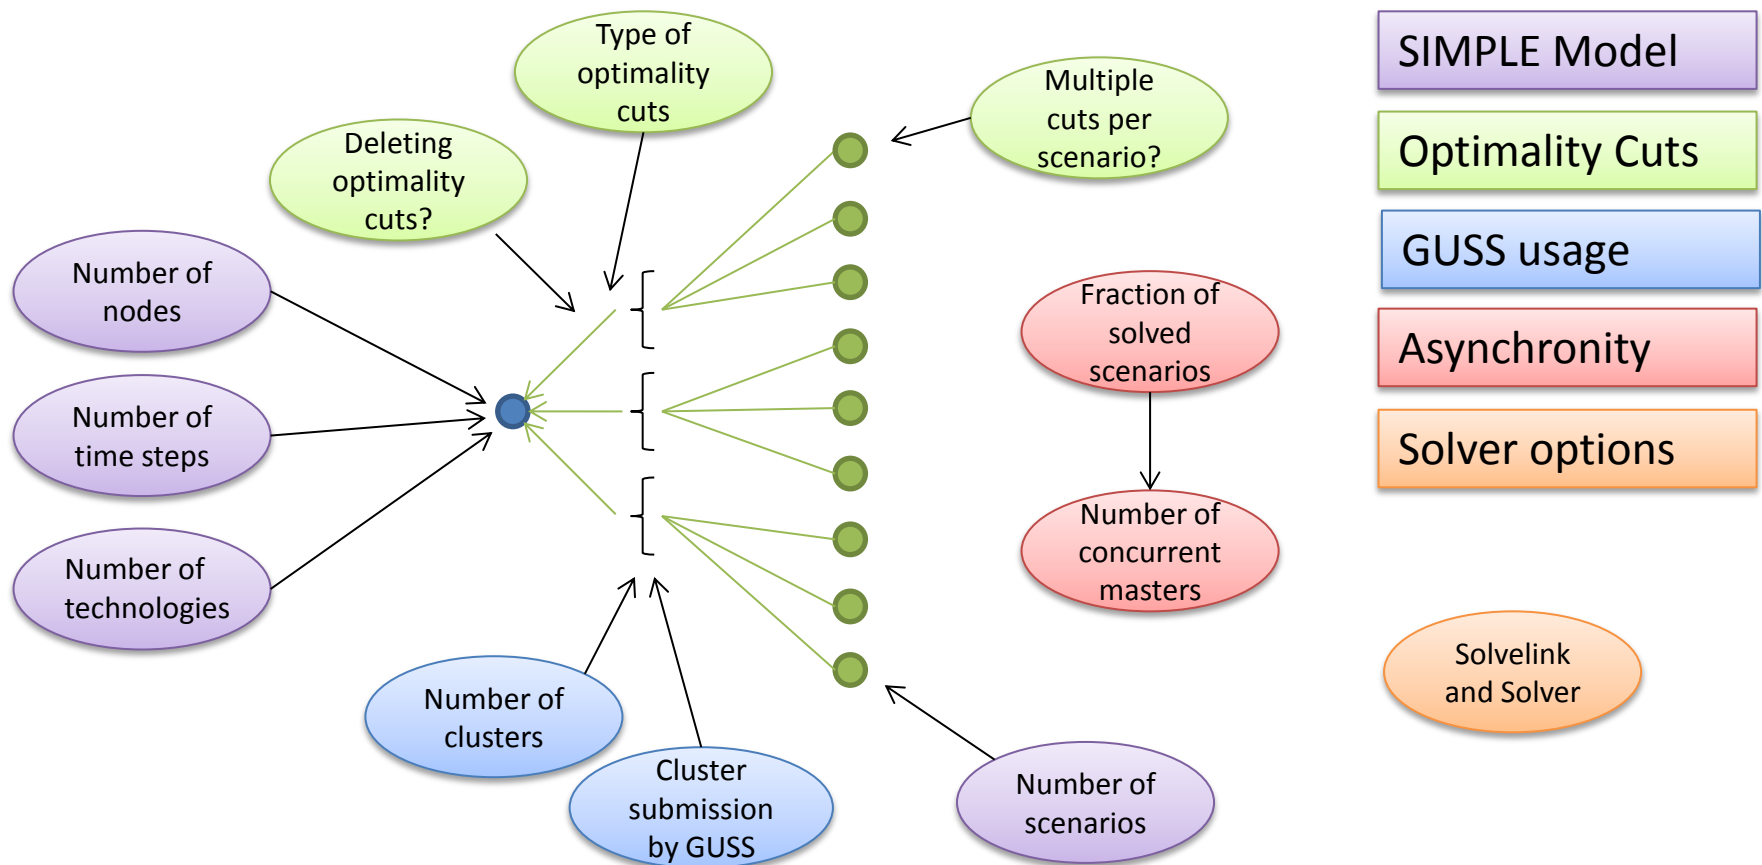 Type of
optimality
cuts
Multiple
cuts per
scenario?
Deleting
optimality
cuts?
Number of
nodes
Number of
time steps
Number of
technologies
Number of
clusters
Cluster
submission
by GUSS
Number of
scenarios
Fraction of
solved
scenarios
Number of
concurrent
masters
SIMPLE Model
Optimality Cuts
GUSS usage
Asynchronity
Solver options
Solvelink
and Solver